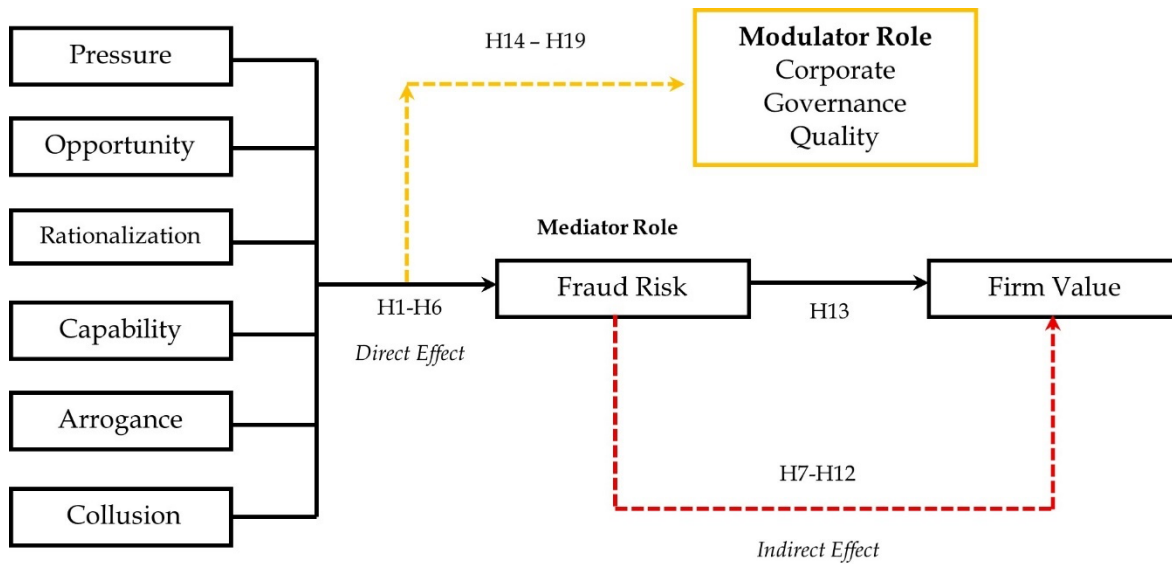 Pressure
Opportunity
Rationalization
Capability
Arrogance
Collusion
H14 – H19
Modulator Role
Corporate
Governance
Quality
Mediator Role
Fraud Risk
H1-H6
Direct Effect
H13
Firm Value
H7-H12
Indirect Effect